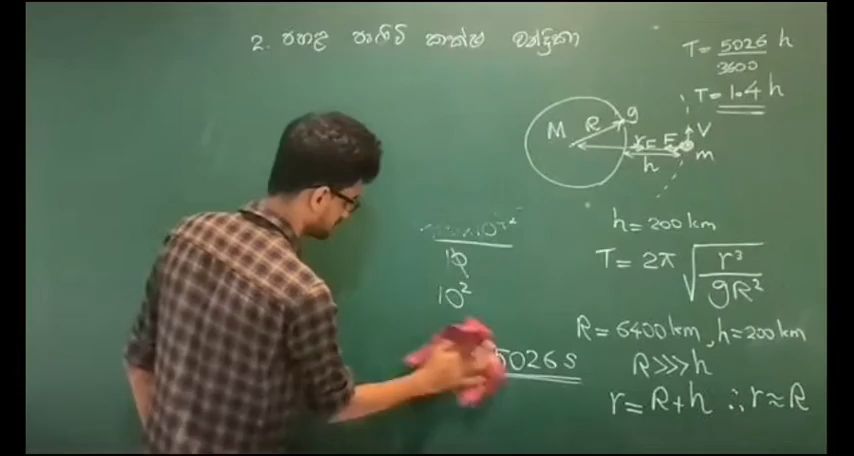 2. පහළ පෘථිවි කක්ෂ චන්ද්‍රිකා
T = 5026 h
3600
T = 1.4 h
M R g
r F V
h m
h = 200 km
T = 2π √ r³
gR²
10
10²
R = 6400 km, h = 200 km
5026 s
R >>> h
r = R + h ∴ r ≈ R